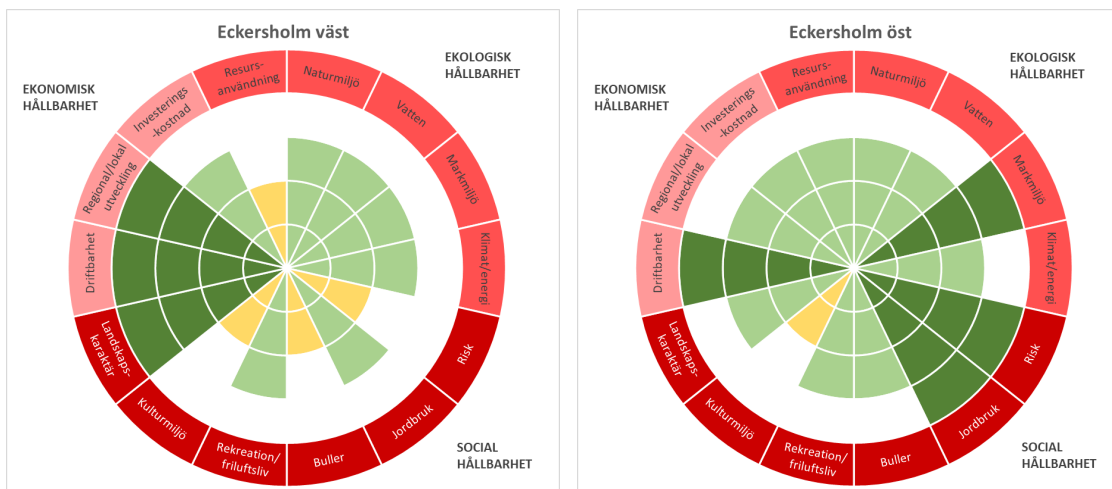 Eckersholm väst
EKOLOGISK
HÅLLBARHET
EKONOMISK
HÅLLBARHET
SOCIAL
HÅLLBARHET
Naturmiljö
Vatten
Markmiljö
Klimat/energi
Risk
Jordbruk
Buller
Rekreation/
friluftsliv
Kulturmiljö
Landskaps-
karaktär
Driftbarhet
Regional/lokal
utveckling
Investerings
-kostnad
Resurs-
användning
Eckersholm öst
EKOLOGISK
HÅLLBARHET
EKONOMISK
HÅLLBARHET
SOCIAL
HÅLLBARHET
Naturmiljö
Vatten
Markmiljö
Klimat/energi
Risk
Jordbruk
Buller
Rekreation/
friluftsliv
Kulturmiljö
Landskaps-
karaktär
Driftbarhet
Regional/lokal
utveckling
Investerings
-kostnad
Resurs-
användning